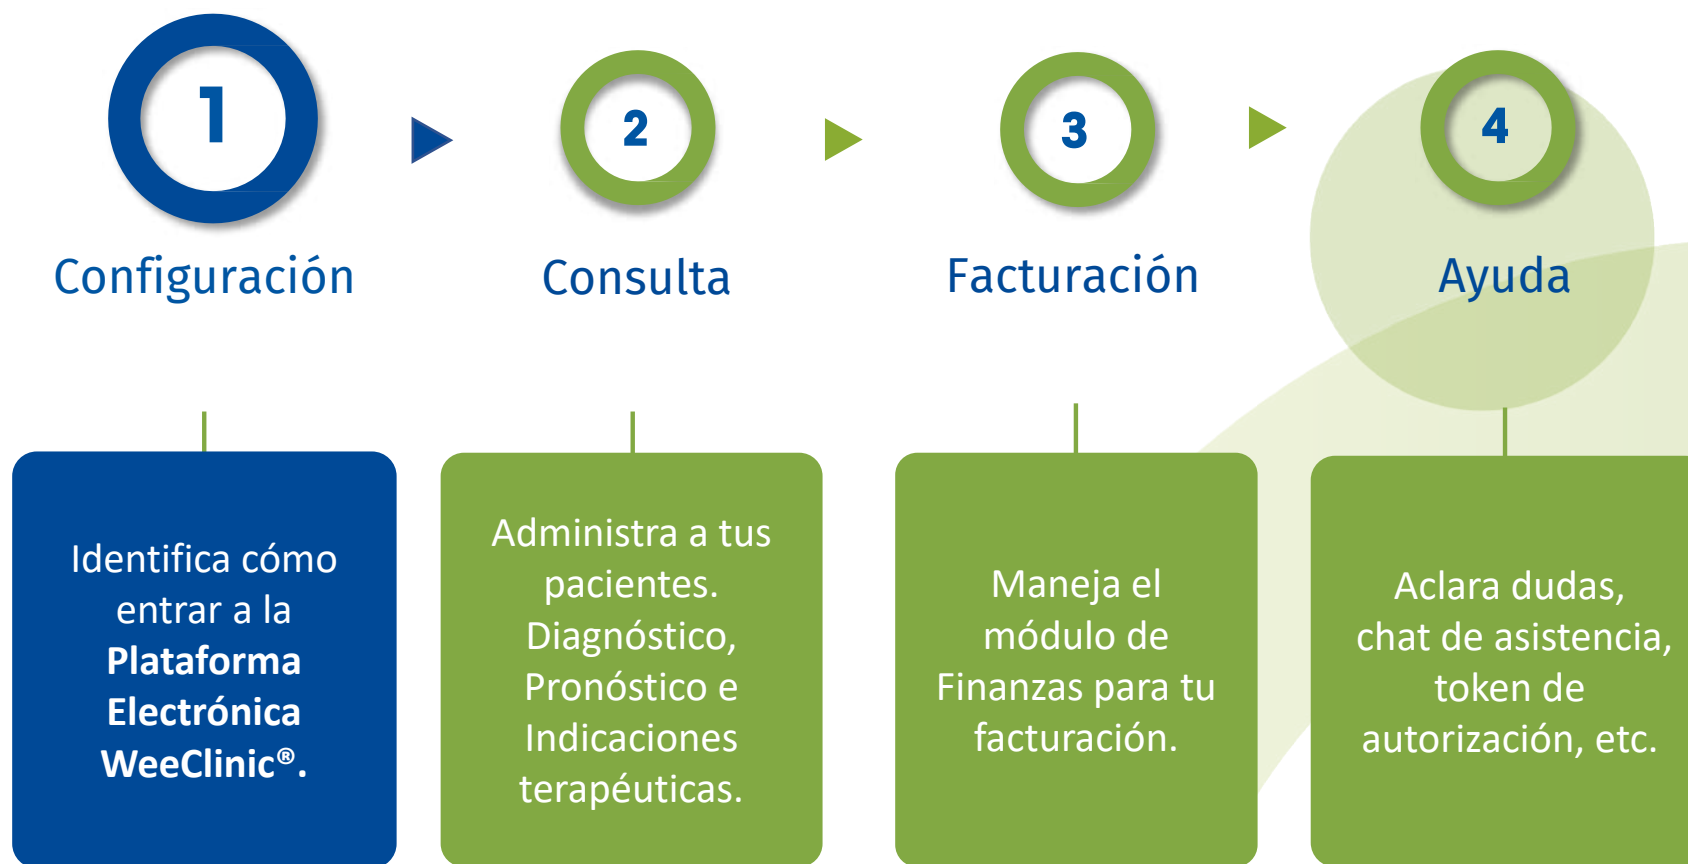 1
Configuración
Identifica cómo
entrar a la
Plataforma
Electrónica
WeeClinic®.
2
Consulta
Administra a tus
pacientes.
Diagnóstico,
Pronóstico e
Indicaciones
terapéuticas.
3
Facturación
Maneja el
módulo de
Finanzas para tu
facturación.
4
Ayuda
Aclara dudas,
chat de asistencia,
token de
autorización, etc.